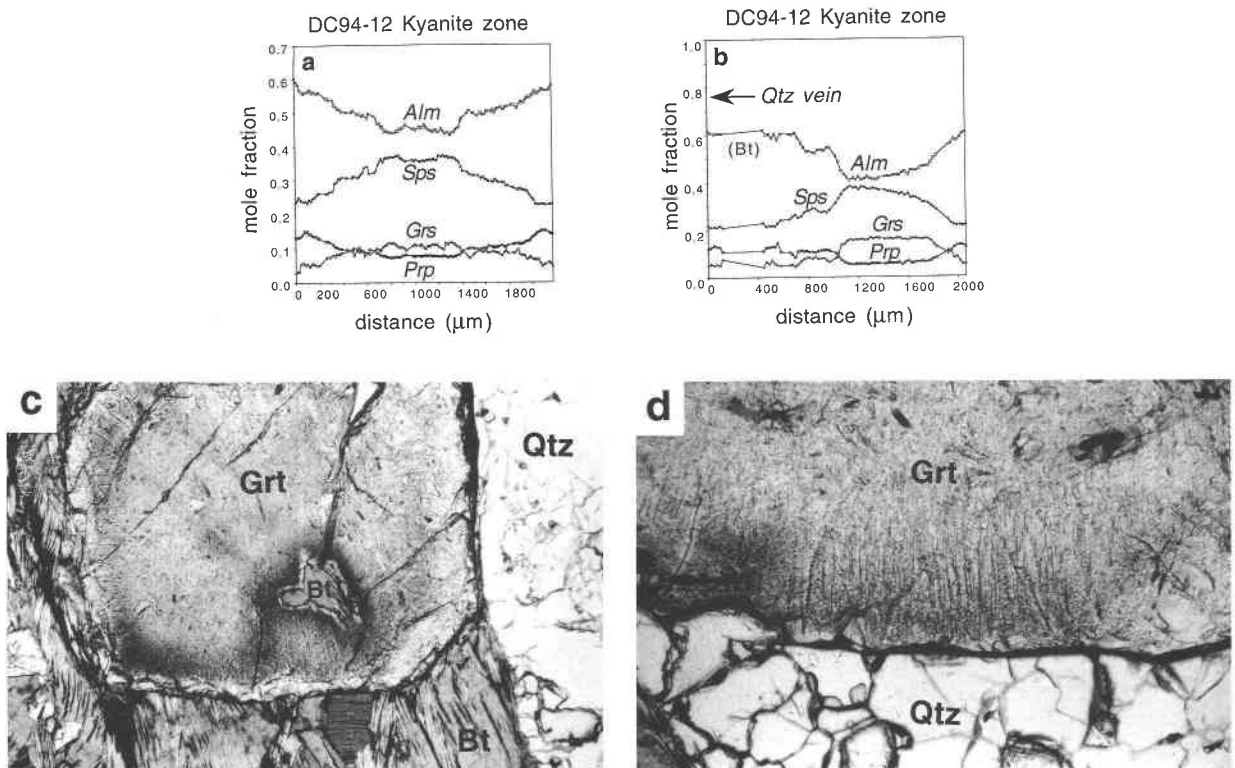 DC94-12 Kyanite zone
a
0.7
0.6
0.5
0.4
0.3
0.2
0.1
0.0
mole fraction
Alm
Sps
Grs
Prp
0 200 600 1000 1400 1800
distance (μm)
DC94-12 Kyanite zone
b
1.0
0.8
0.6
0.4
0.2
0.0
mole fraction
Qtz vein
(Bt)
Alm
Sps
Grs
Prp
0 400 800 1200 1600 2000
distance (μm)
c
Grt
Qtz
Bt
Bt
d
Grt
Qtz